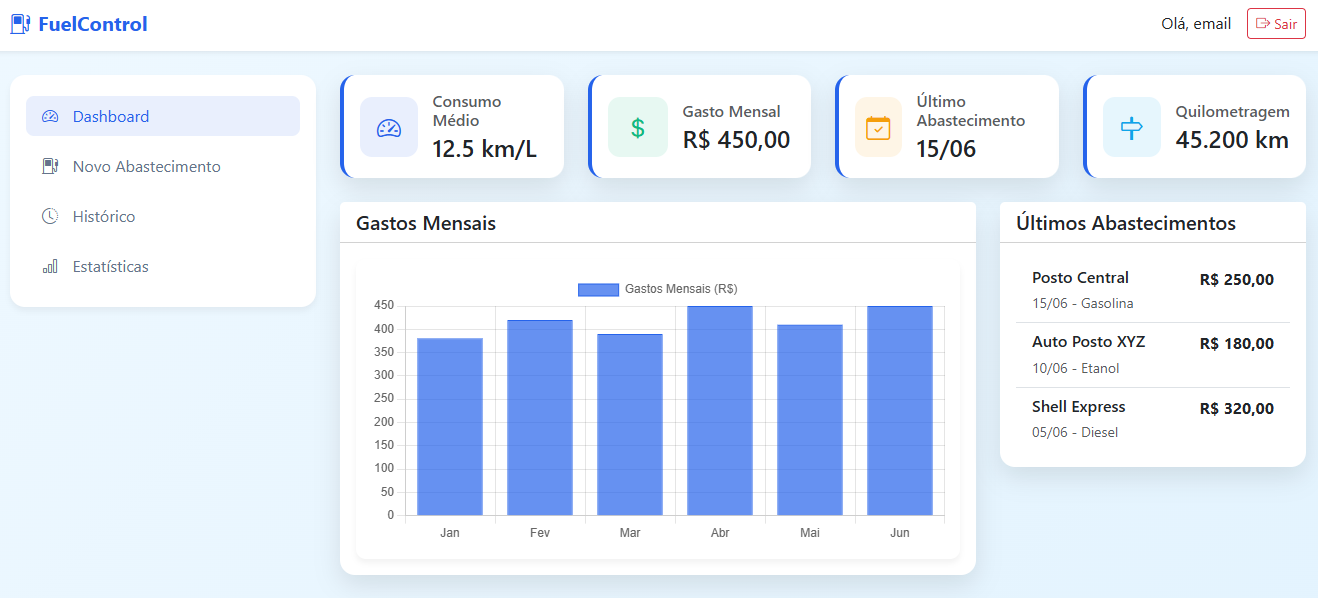 FuelControl
Olá, email
Sair
Dashboard
Novo Abastecimento
Histórico
Estatísticas
Consumo
Médio
12.5 km/L
Gasto Mensal
R$ 450,00
Último
Abastecimento
15/06
Quilometragem
45.200 km
Gastos Mensais
Gastos Mensais (R$)
450
400
350
300
250
200
150
100
50
0
Jan Fev Mar Abr Mai Jun
Últimos Abastecimentos
Posto Central R$ 250,00
15/06 - Gasolina
Auto Posto XYZ R$ 180,00
10/06 - Etanol
Shell Express R$ 320,00
05/06 - Diesel